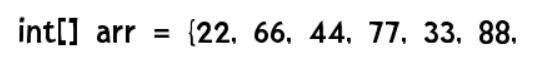 int[] arr = {22, 66, 44, 77, 33, 88,